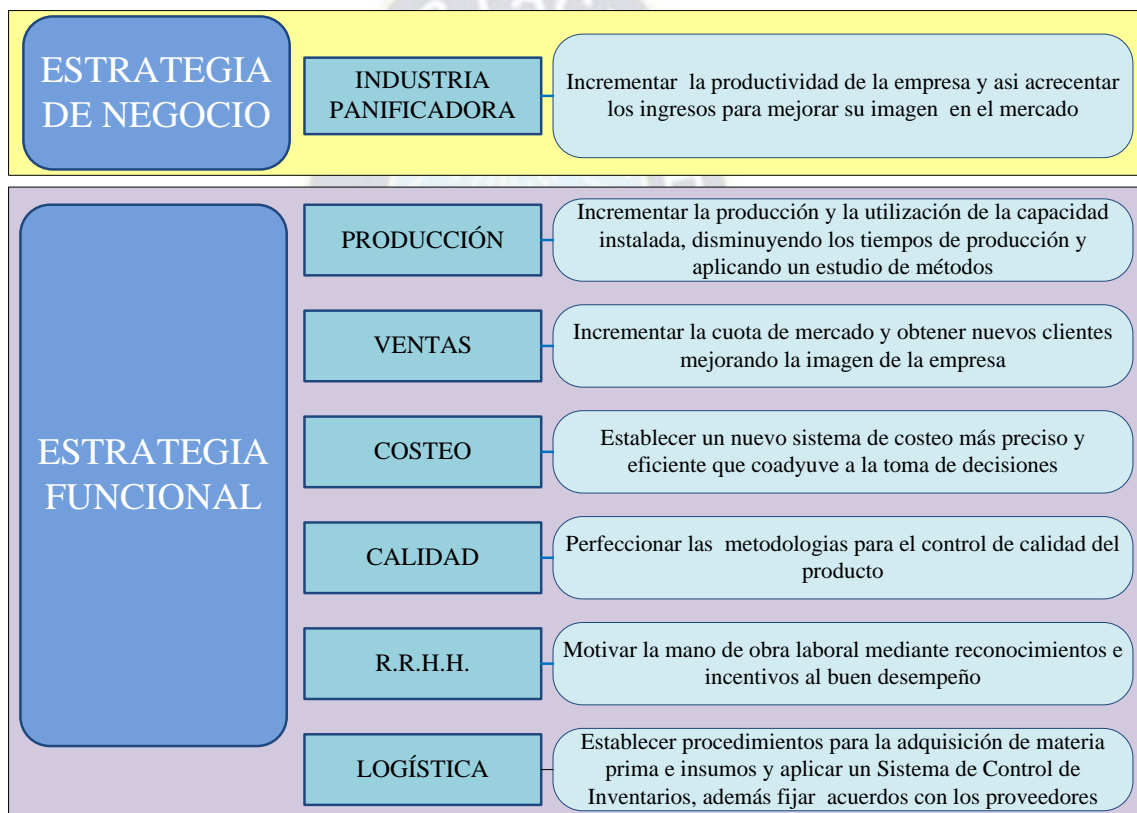 ESTRATEGIA
DE NEGOCIO
INDUSTRIA
PANIFICADORA
Incrementar  la productividad de la empresa y asi acrecentar
los ingresos para mejorar su imagen  en el mercado
ESTRATEGIA
FUNCIONAL
PRODUCCIÓN
Incrementar la producción y la utilización de la capacidad
instalada, disminuyendo los tiempos de producción y
aplicando un estudio de métodos
VENTAS
Incrementar la cuota de mercado y obtener nuevos clientes
mejorando la imagen de la empresa
COSTEO
Establecer un nuevo sistema de costeo más preciso y
eficiente que coadyuve a la toma de decisiones
CALIDAD
Perfeccionar las  metodologias para el control de calidad del
producto
R.R.H.H.
Motivar la mano de obra laboral mediante reconocimientos e
incentivos al buen desempeño
LOGÍSTICA
Establecer procedimientos para la adquisición de materia
prima e insumos y aplicar un Sistema de Control de
Inventarios, además fijar  acuerdos con los proveedores